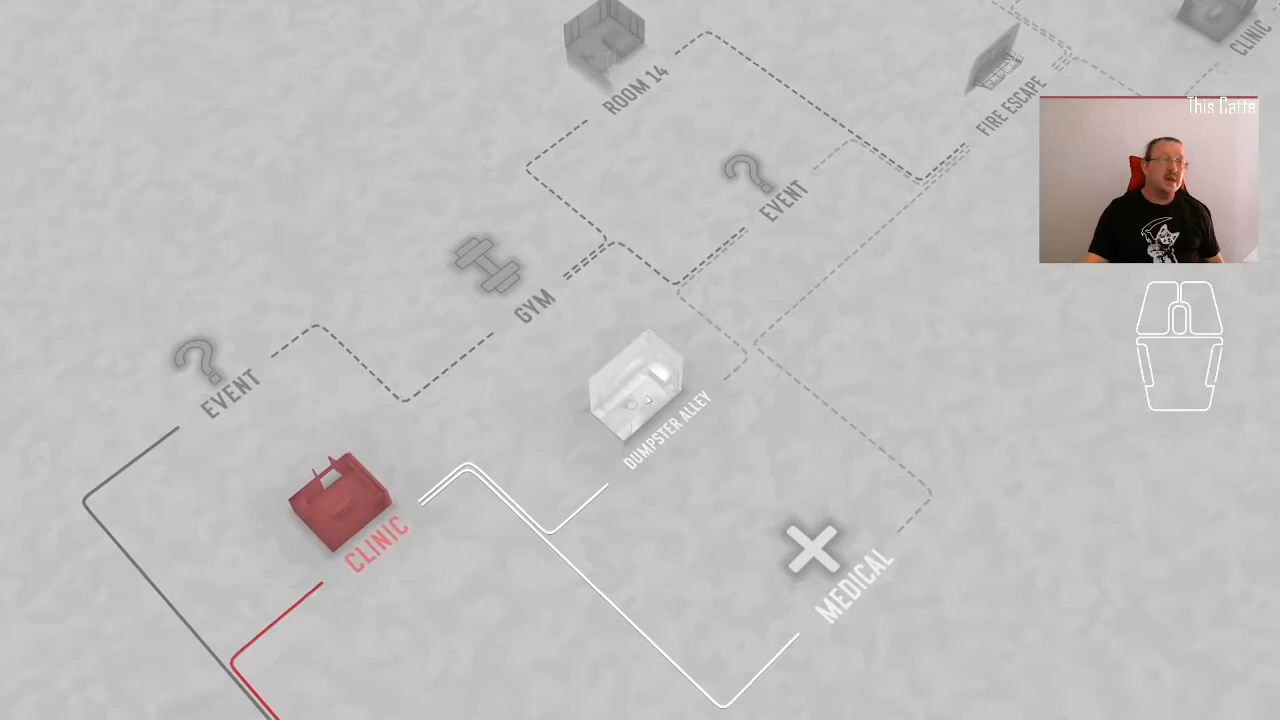 ROOM 14
CLINIC
FIRE ESCAPE
This Catte
EVENT
GYM
EVENT
DUMPSTER ALLEY
CLINIC
MEDICAL